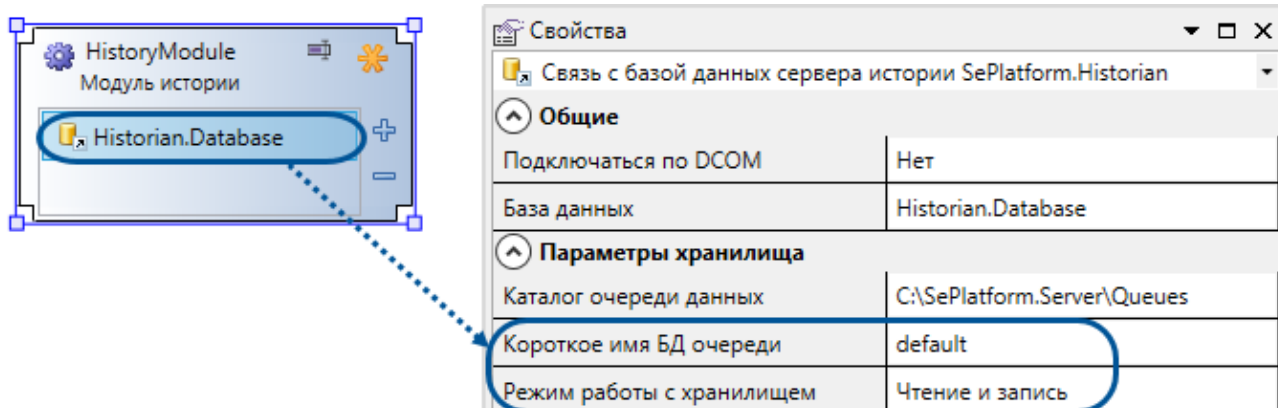 HistoryModule
Модуль истории
Historian.Database
Свойства
Связь с базой данных сервера истории SePlatform.Historian
Общие
Подключаться по DCOM Нет
База данных Historian.Database
Параметры хранилища
Каталог очереди данных C:\SePlatform.Server\Queues
Короткое имя БД очереди default
Режим работы с хранилищем Чтение и запись